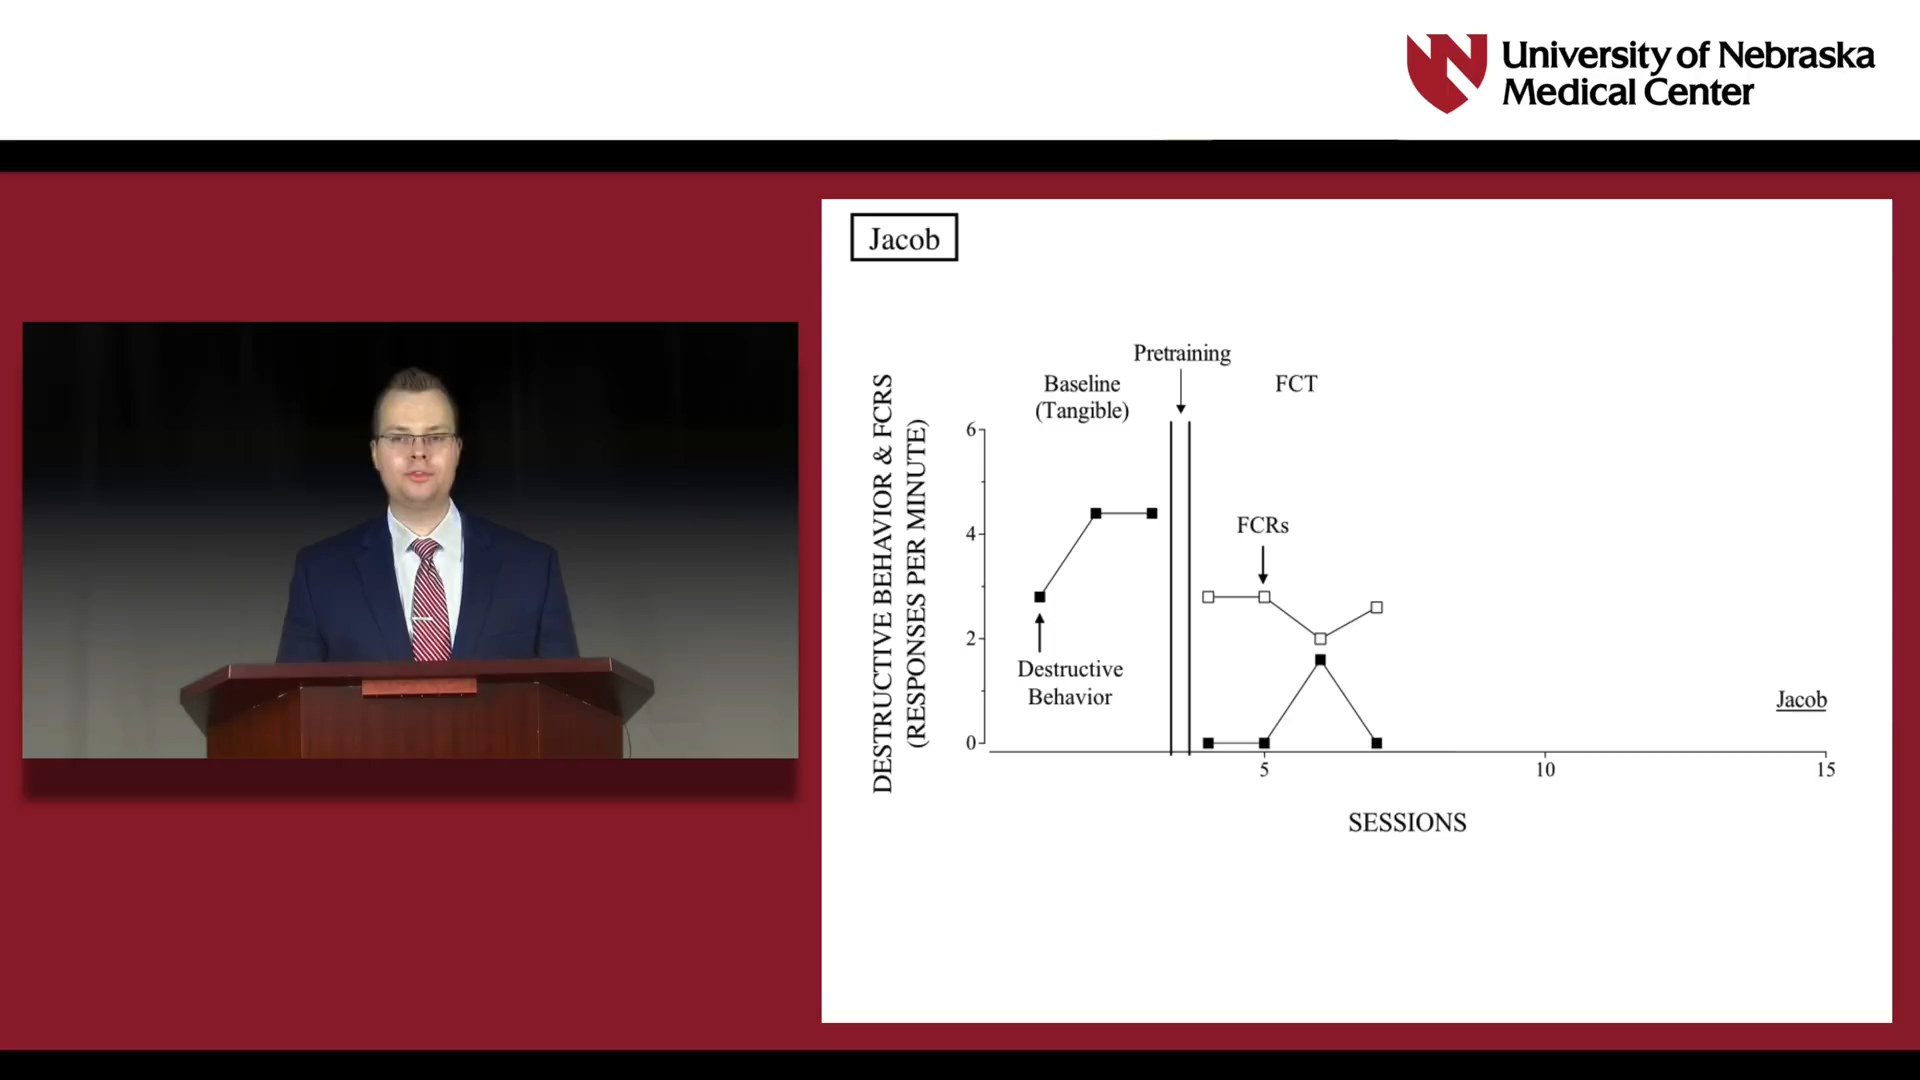 University of Nebraska
Medical Center
Jacob
Pretraining
Baseline
(Tangible)
FCT
DESTRUCTIVE BEHAVIOR & FCRS
(RESPONSES PER MINUTE)
6
4
2
0
FCRs
Destructive
Behavior
Jacob
5
10
15
SESSIONS